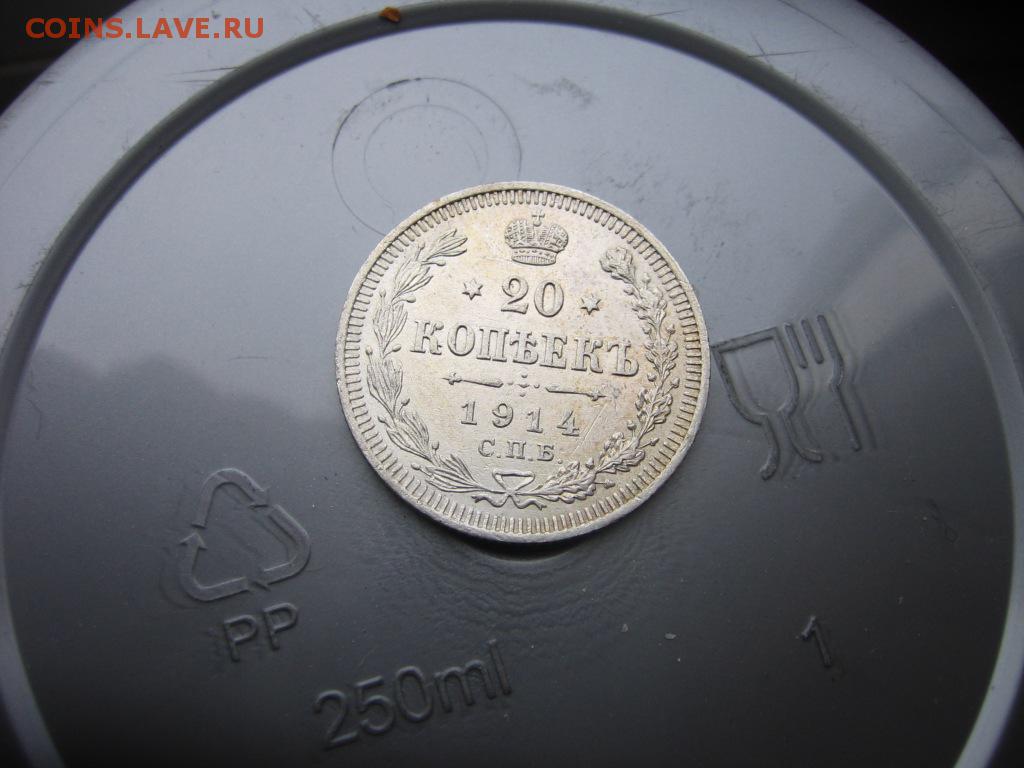 COINS.LAVE.RU
20
КОПѢЕКЪ
1914
С.П.Б.
PP
250ml
1